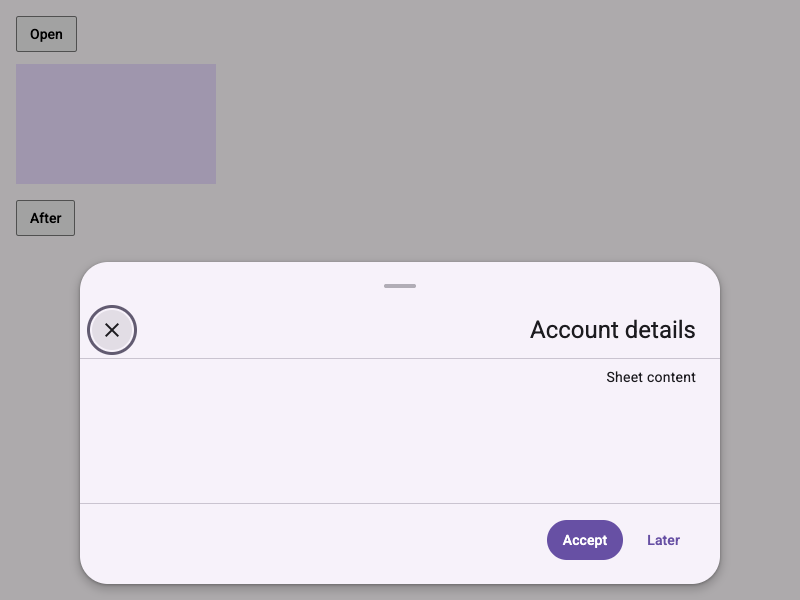 Open
After
Account details
Sheet content
Accept
Later